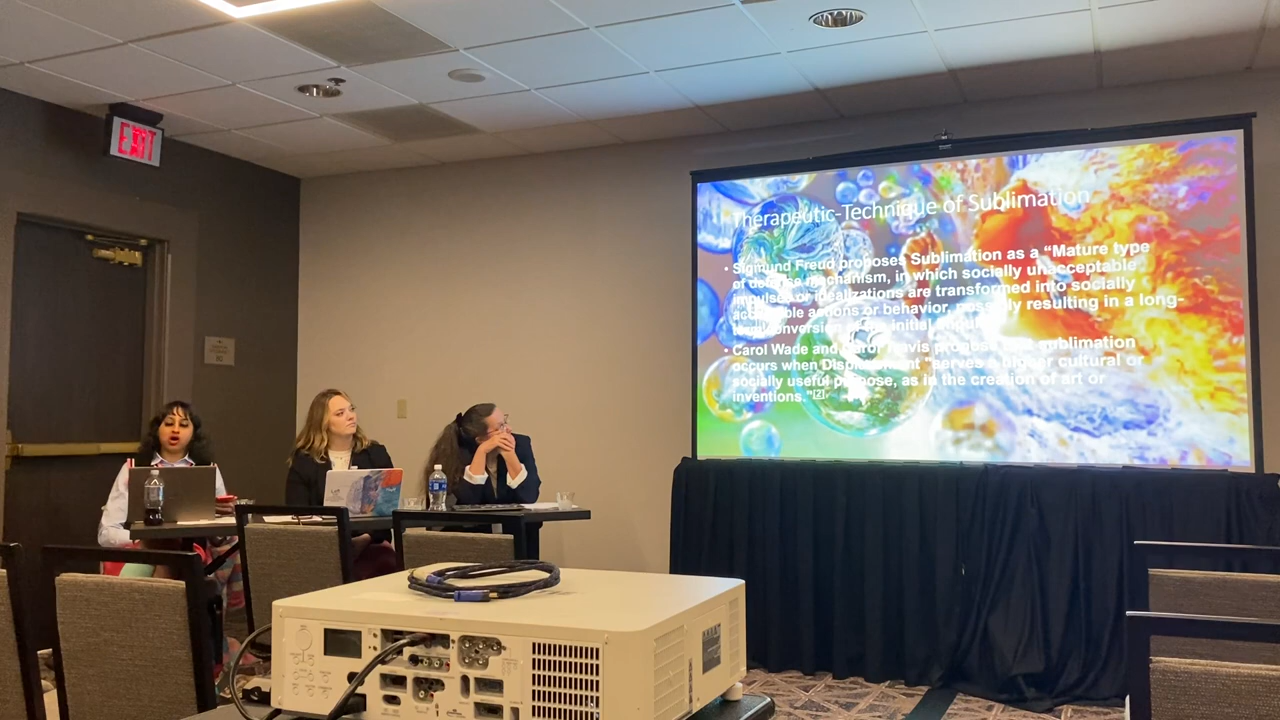 EXIT
Therapeutic-Technique of Sublimation
• Sigmund Freud proposes Sublimation as a “Mature type
of defense mechanism, in which socially unacceptable
impulses or idealizations are transformed into socially
acceptable actions or behavior, possibly resulting in a long-
term conversion of the initial impulse
• Carol Wade and Carol Tavis propose that sublimation
occurs when Displacement "serves a higher cultural or
socially useful purpose, as in the creation of art or
inventions."[2].